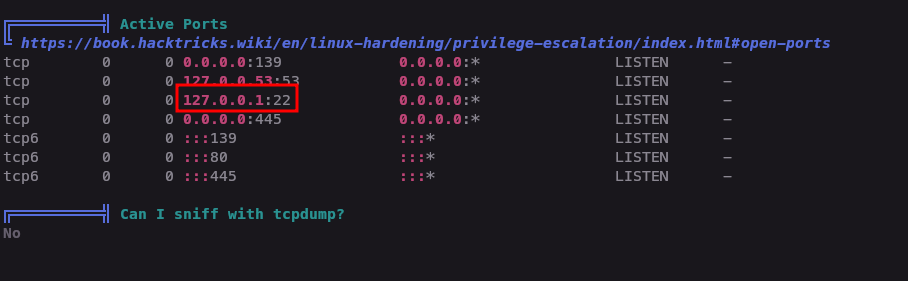 Active Ports
https://book.hacktricks.wiki/en/linux-hardening/privilege-escalation/index.html#open-ports
tcp 0 0 0.0.0.0:139 0.0.0.0:* LISTEN –
tcp 0 0 127.0.0.53:53 0.0.0.0:* LISTEN –
tcp 0 0 127.0.0.1:22 0.0.0.0:* LISTEN –
tcp 0 0 0.0.0.0:445 0.0.0.0:* LISTEN –
tcp6 0 0 :::139 :::* LISTEN –
tcp6 0 0 :::80 :::* LISTEN –
tcp6 0 0 :::445 :::* LISTEN –
Can I sniff with tcpdump?
No